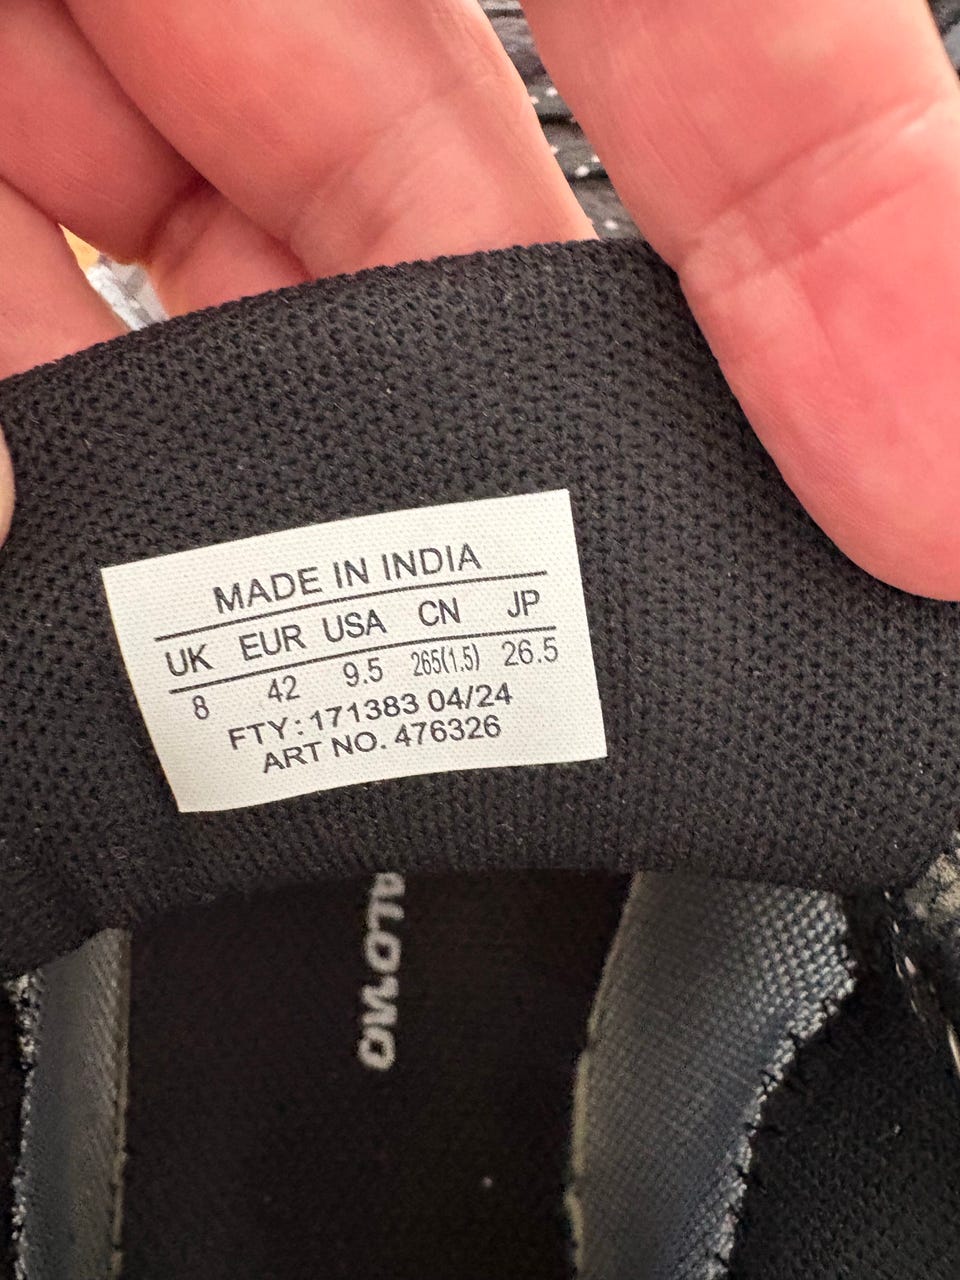 MADE IN INDIA
UK EUR USA CN JP
8 42 9.5 265(1.5) 26.5
FTY: 171383 04/24
ART NO. 476326